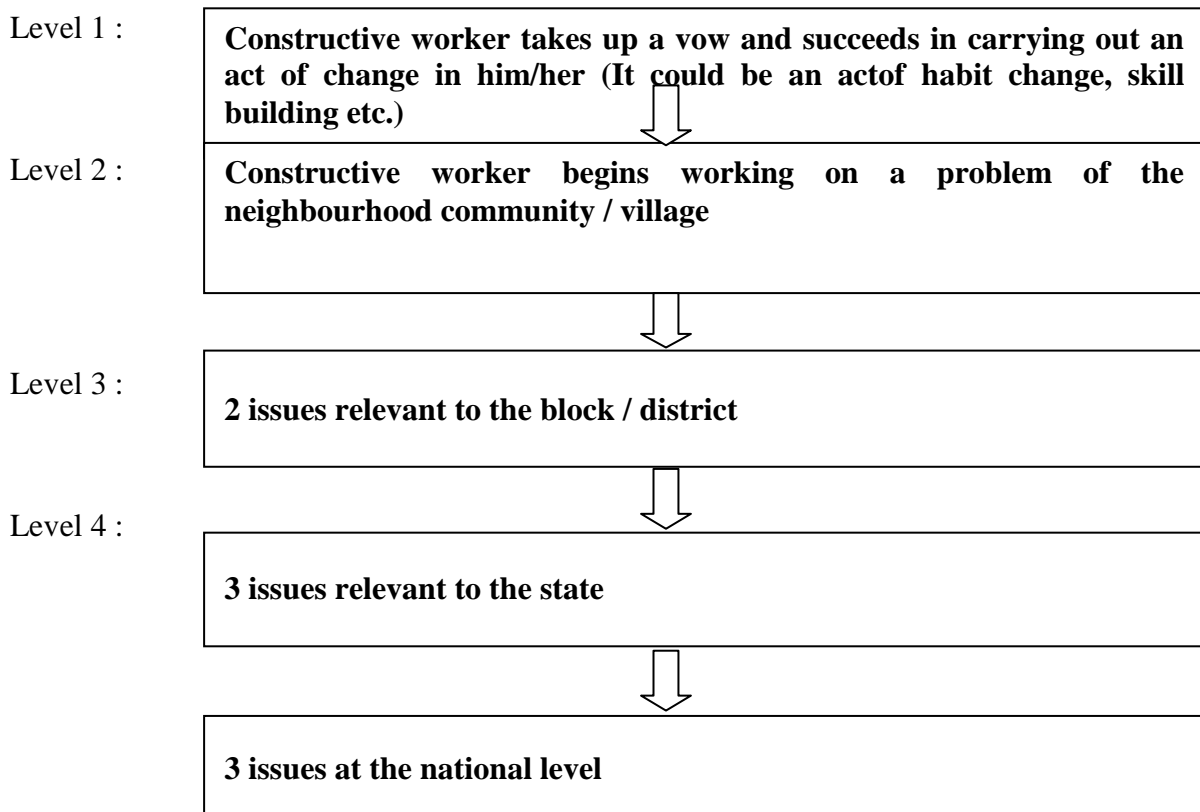 Level 1 :
Constructive worker takes up a vow and succeeds in carrying out an
act of change in him/her (It could be an actof habit change, skill
building etc.)
Level 2 :
Constructive worker begins working on a problem of the
neighbourhood community / village
Level 3 :
2 issues relevant to the block / district
Level 4 :
3 issues relevant to the state
3 issues at the national level